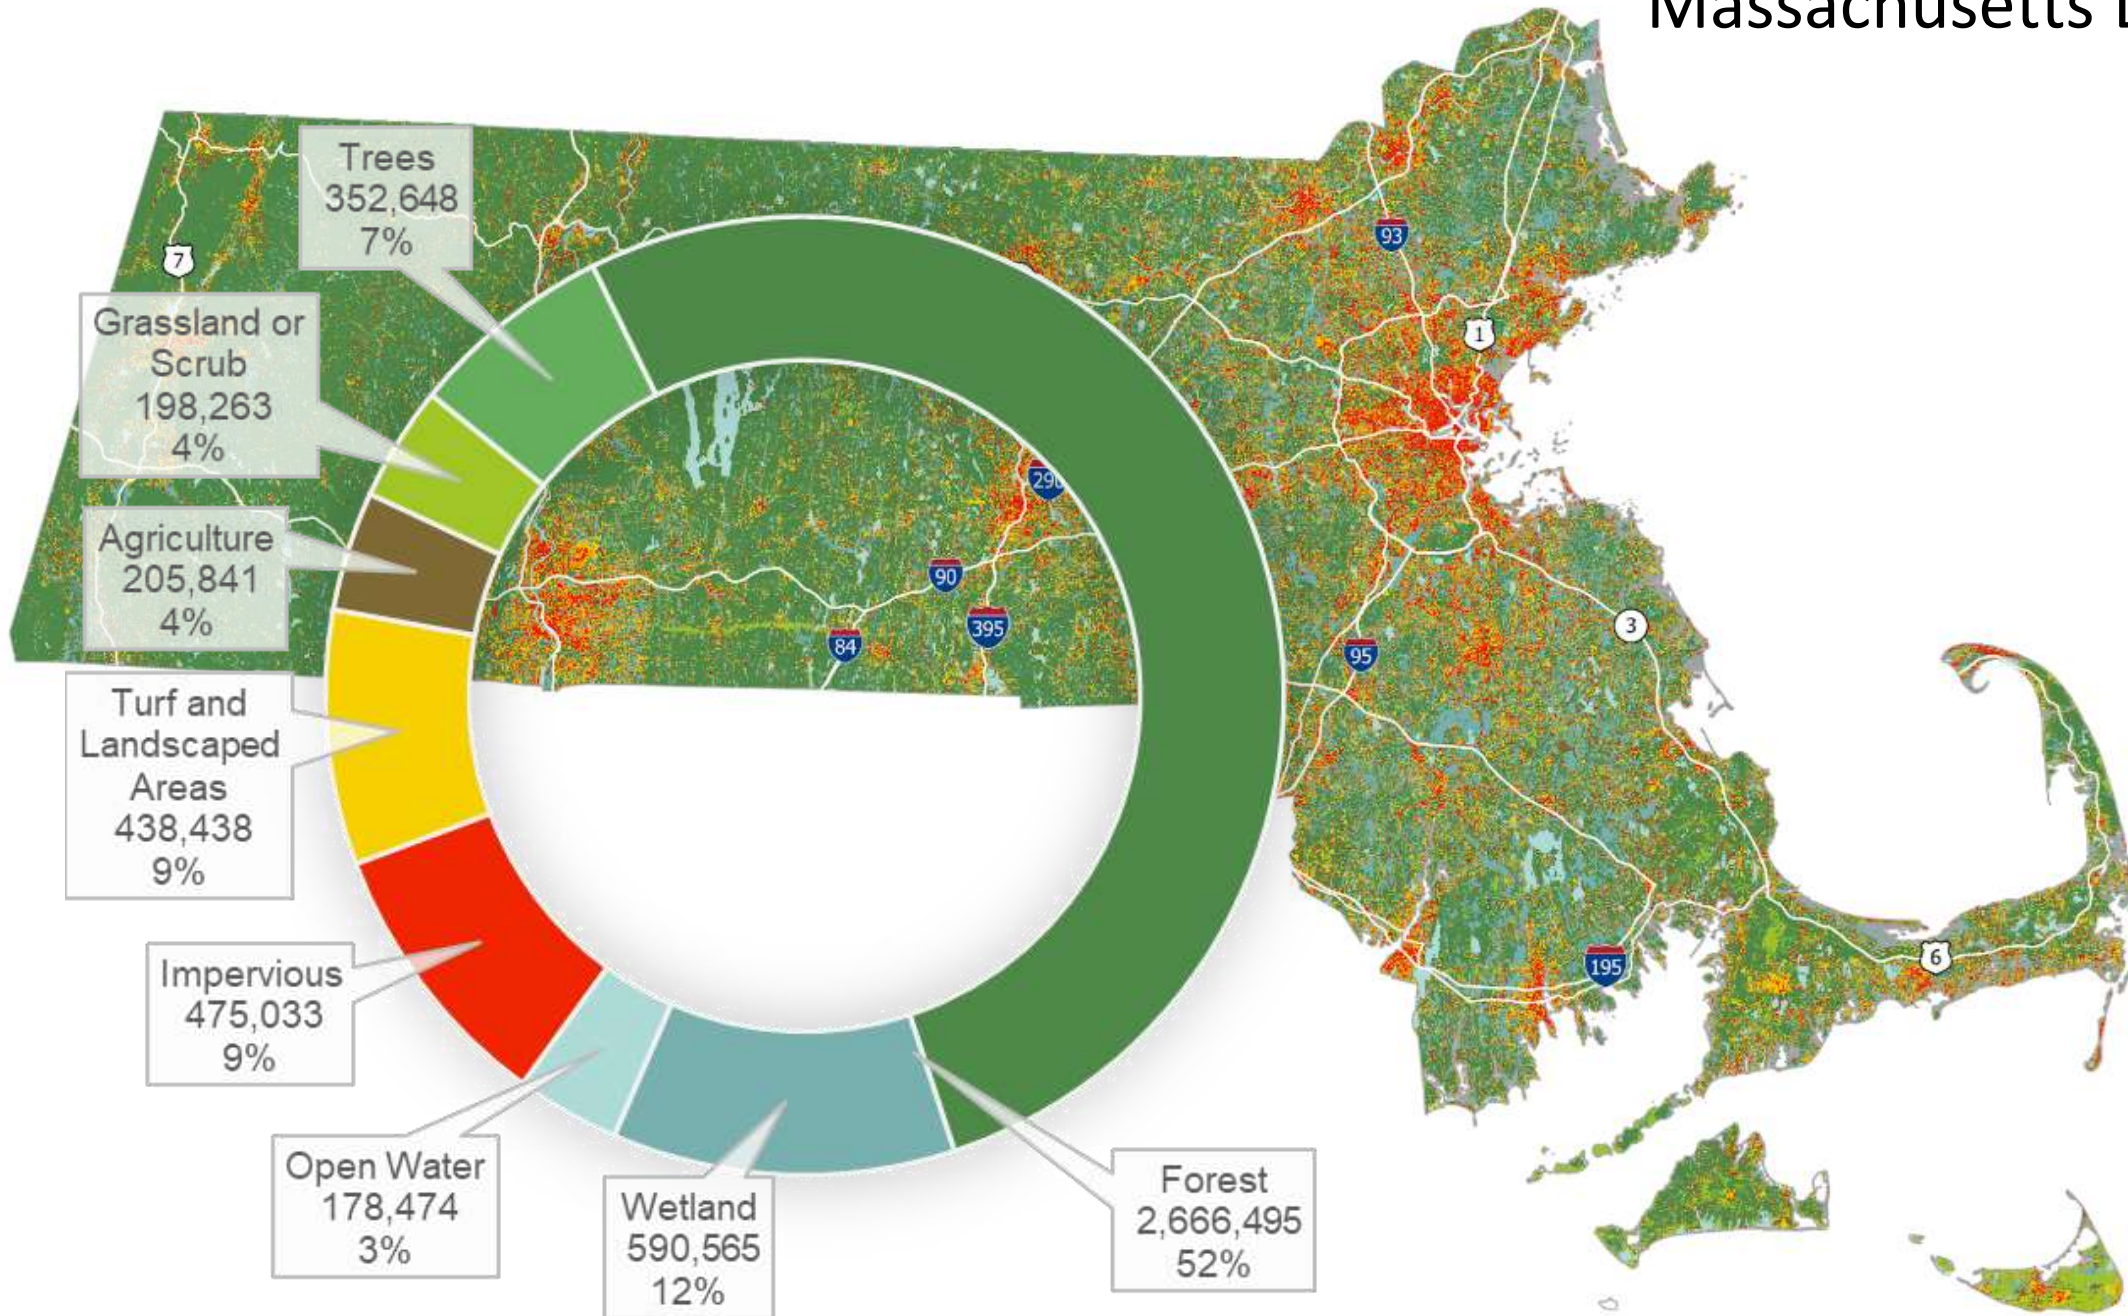 Massachusetts
Trees
352,648
7%
Grassland or
Scrub
198,263
4%
Agriculture
205,841
4%
Turf and
Landscaped
Areas
438,438
9%
Impervious
475,033
9%
Open Water
178,474
3%
Wetland
590,565
12%
Forest
2,666,495
52%
7
93
1
290
90
395
84
95
3
195
6